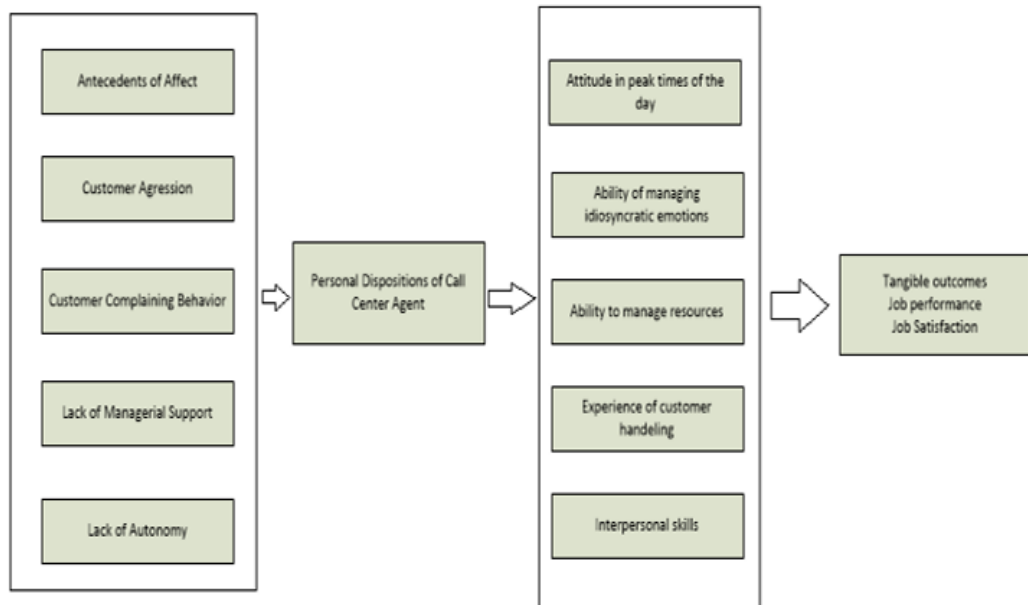 Antecedents of Affect
Customer Agression
Customer Complaining Behavior
Lack of Managerial Support
Lack of Autonomy
Personal Dispositions of Call
Center Agent
Attitude in peak times of the
day
Ability of managing
idiosyncratic emotions
Ability to manage resources
Experience of customer
handeling
Interpersonal skills
Tangible outcomes
Job performance
Job Satisfaction